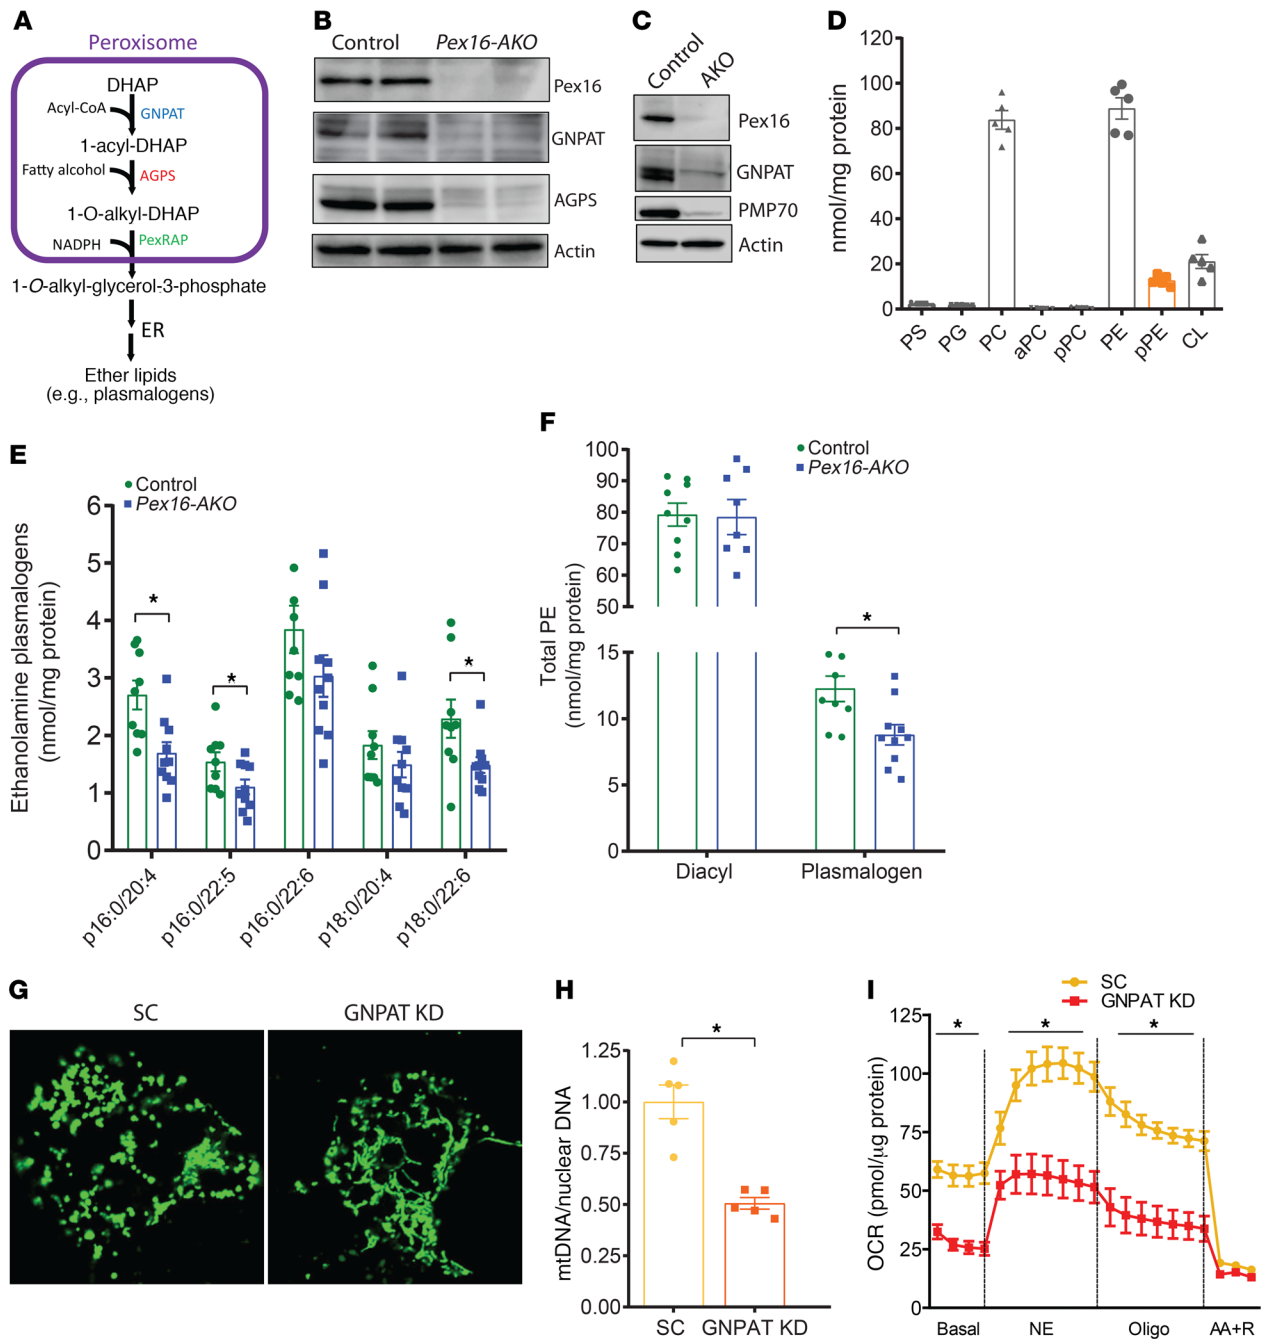 A
Peroxisome
DHAP
Acyl-CoA
GNPAT
1-acyl-DHAP
Fatty alcohol
AGPS
1-O-alkyl-DHAP
NADPH
PexRAP
1-O-alkyl-glycerol-3-phosphate
ER
Ether lipids
(e.g., plasmalogens)
B
Control
Pex16-AKO
Pex16
GNPAT
AGPS
Actin
C
Control
AKO
Pex16
GNPAT
PMP70
Actin
D
nmol/mg protein
120
100
80
60
40
20
0
PS
PG
PC
aPC
pPC
PE
pPE
CL
E
Control
Pex16-AKO
Ethanolamine plasmalogens
(nmol/mg protein)
6
5
4
3
2
1
0
*
*
*
p16:0/20:4
p16:0/22:5
p16:0/22:6
p18:0/20:4
p18:0/22:6
F
Control
Pex16-AKO
Total PE
(nmol/mg protein)
100
90
80
70
60
50
15
10
5
0
*
Diacyl
Plasmalogen
G
SC
GNPAT KD
H
mtDNA/nuclear DNA
1.25
1.00
0.75
0.50
0.25
0.00
*
SC
GNPAT KD
I
SC
GNPAT KD
OCR (pmol/µg protein)
125
100
75
50
25
0
*
*
*
Basal
NE
Oligo
AA+R